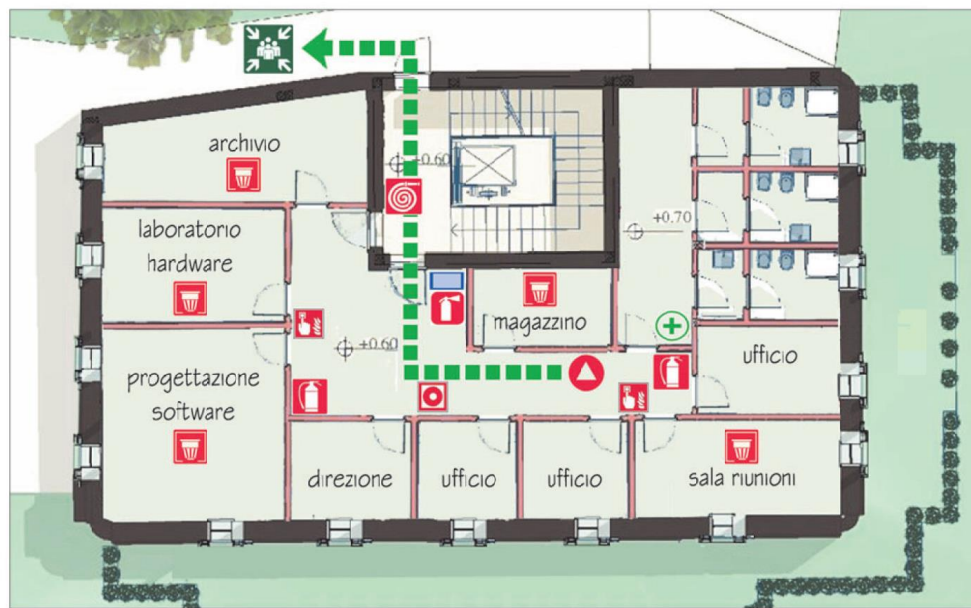 archivio
+0.60
laboratorio
hardware
+0.70
magazzino
+0.60
ufficio
progettazione
software
direzione
ufficio
ufficio
sala riunioni